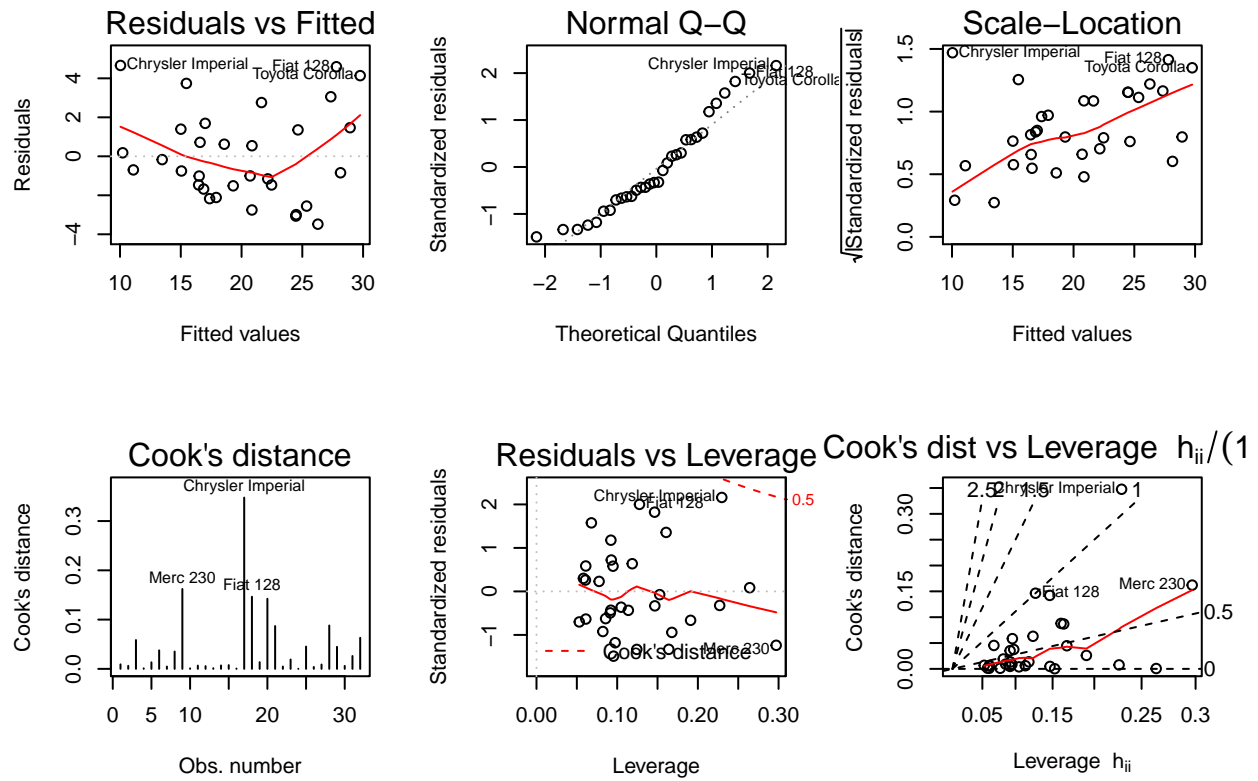 Residuals vs Fitted
Residuals
4
2
0
−4
Chrysler Imperial
Fiat 128
Toyota Corolla
10
15
20
25
30
Fitted values
Normal Q−Q
Standardized residuals
2
1
0
−1
Chrysler Imperial
Fiat 128
Toyota Corolla
−2
−1
0
1
2
Theoretical Quantiles
Scale−Location
√|Standardized residuals|
1.5
1.0
0.5
0.0
Chrysler Imperial
Fiat 128
Toyota Corolla
10
15
20
25
30
Fitted values
Cook's distance
Cook's distance
0.3
0.2
0.1
0.0
Chrysler Imperial
Merc 230
Fiat 128
0
5
10
20
30
Obs. number
Residuals vs Leverage
Standardized residuals
2
1
0
−1
Chrysler Imperial
Fiat 128
0.5
Cook's distance
Merc 230
0.00
0.10
0.20
0.30
Leverage
Cook's dist vs Leverage hii/(1
Cook's distance
0.30
0.15
0.00
2.5
2
1.5
1
0.5
0
Chrysler Imperial
Fiat 128
Merc 230
0.05
0.15
0.25
0.3
Leverage hii